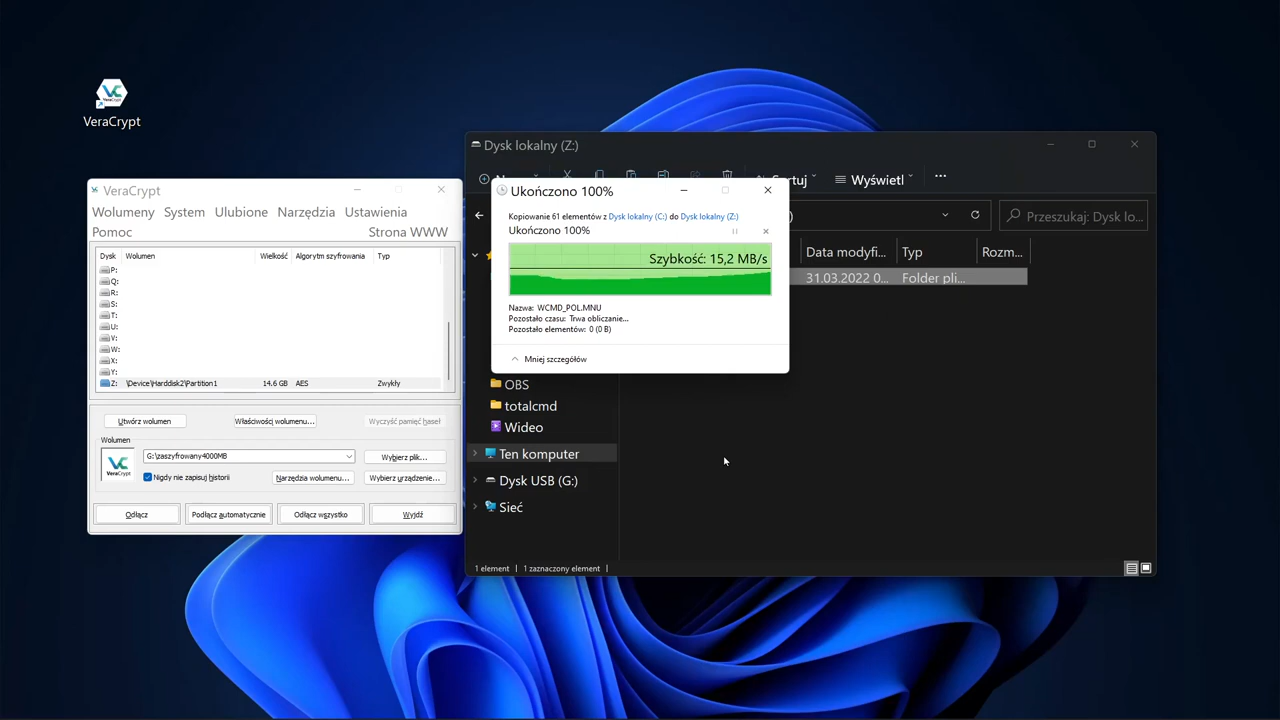 VeraCrypt
Dysk lokalny (Z:)
Sortuj
Wyświetl
Przeszukaj: Dysk lo...
Data modyfi...
Typ
Rozm...
31.03.2022 0...
Folder pli...
OBS
totalcmd
Wideo
Ten komputer
Dysk USB (G:)
Sieć
1 element
1 zaznaczony element
Ukończono 100%
Kopiowanie 61 elementów z Dysk lokalny (C:) do Dysk lokalny (Z:)
Ukończono 100%
Szybkość: 15,2 MB/s
Nazwa: WCMD_POL.MNU
Pozostało czasu: Trwa obliczanie...
Pozostało elementów: 0 (0 B)
Mniej szczegółów
VeraCrypt
Wolumeny System Ulubione Narzędzia Ustawienia
Pomoc Strona WWW
Dysk Wolumen Wielkość Algorytm szyfrowania Typ
P:
Q:
R:
S:
T:
U:
V:
W:
X:
Y:
Z: \Device\Harddisk2\Partition1 14.6 GB AES Zwykły
Utwórz wolumen Właściwości wolumenu... Wyczyść pamięć haseł
Wolumen
VC VeraCrypt
G:\zaszyfrowany4000MB Wybierz plik...
Nigdy nie zapisuj historii Narzędzia wolumenu... Wybierz urządzenie...
Odłącz Podłącz automatycznie Odłącz wszystko Wyjdź